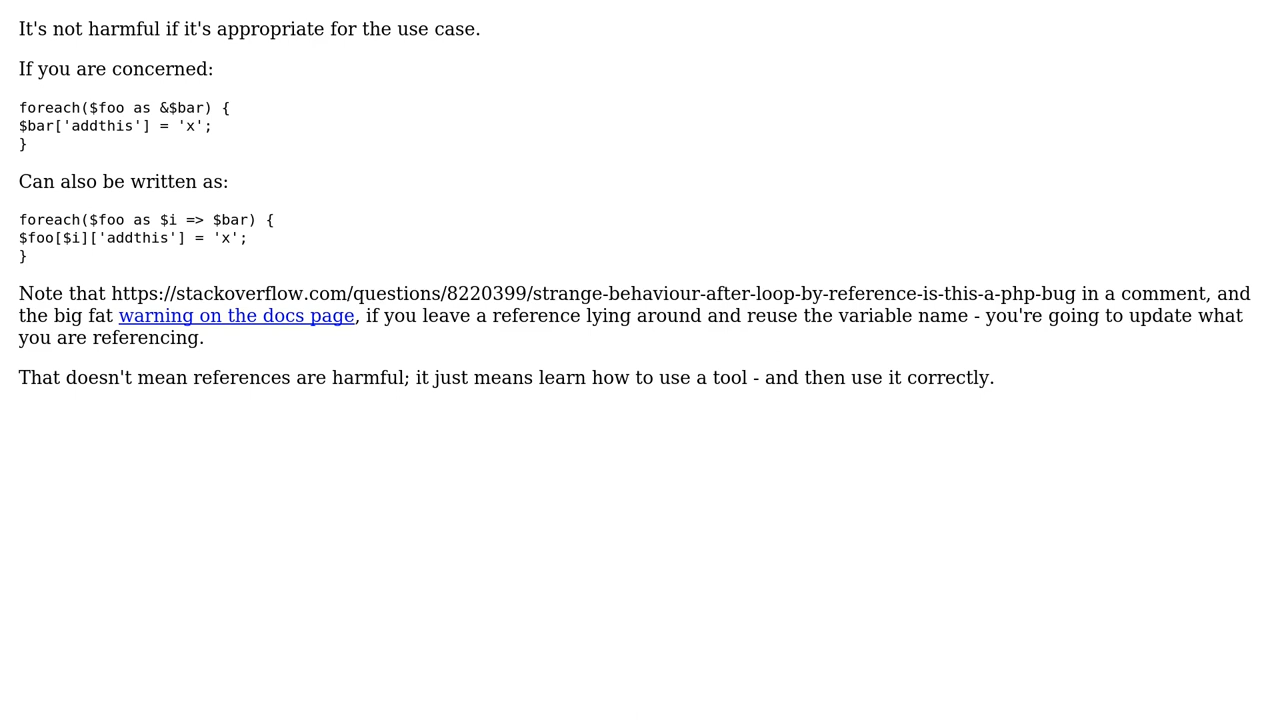 It's not harmful if it's appropriate for the use case.
If you are concerned:
foreach($foo as &$bar) {
$bar['addthis'] = 'x';
}
Can also be written as:
foreach($foo as $i => $bar) {
$foo[$i]['addthis'] = 'x';
}
Note that https://stackoverflow.com/questions/8220399/strange-behaviour-after-loop-by-reference-is-this-a-php-bug in a comment, and
the big fat warning on the docs page, if you leave a reference lying around and reuse the variable name - you're going to update what
you are referencing.
That doesn't mean references are harmful; it just means learn how to use a tool - and then use it correctly.